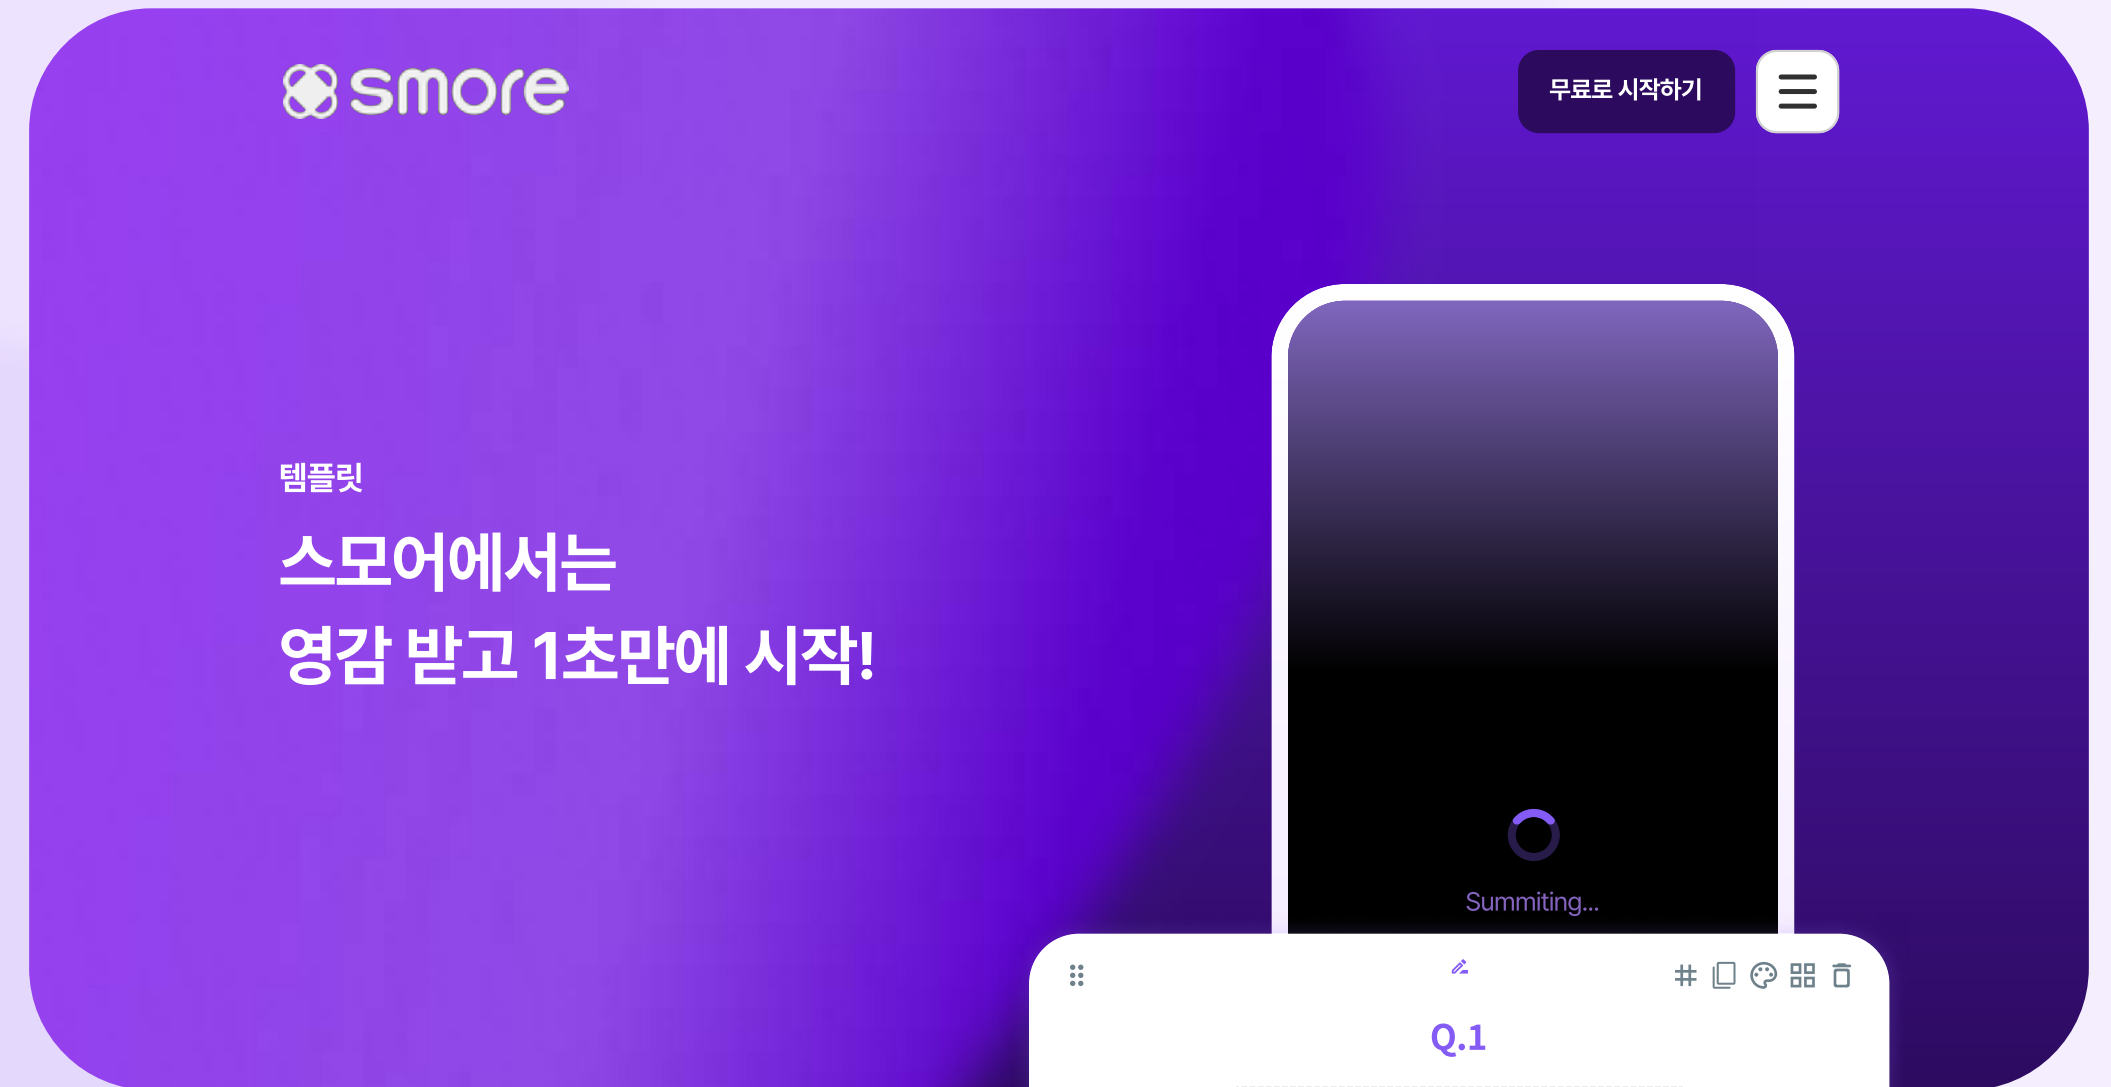 smore
무료로 시작하기
템플릿
스모어에서는
영감 받고 1초만에 시작!
Summiting...
Q.1